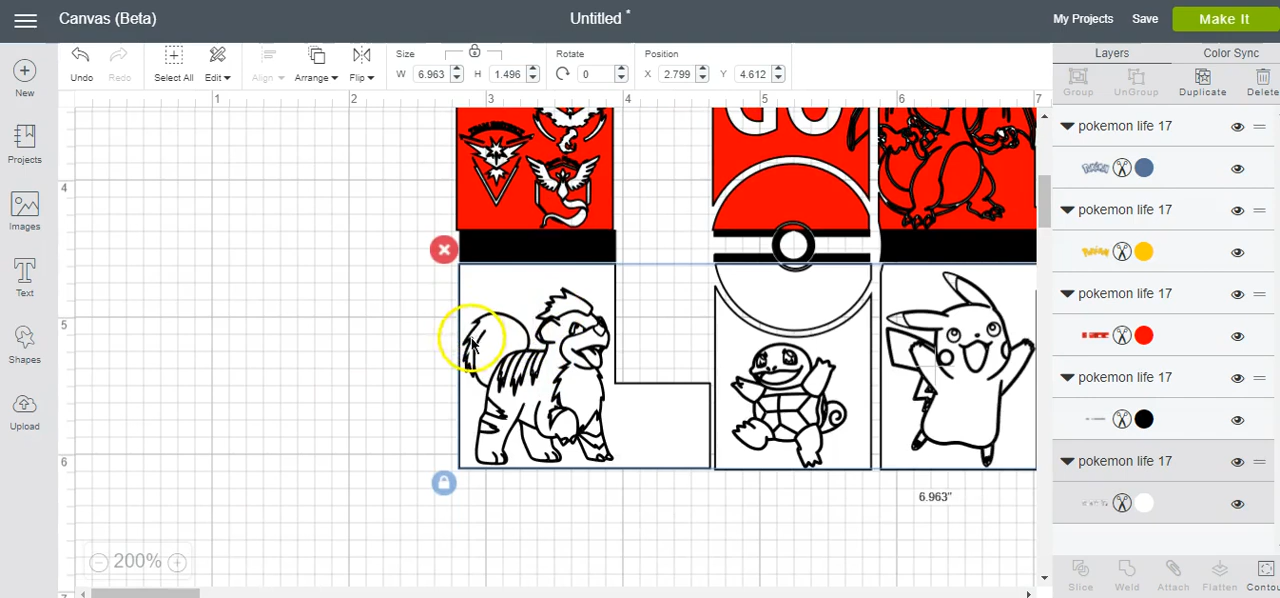 Canvas (Beta)
Untitled *
My Projects
Save
Make It
Undo
Redo
Select All
Edit
Align
Arrange
Flip
Size
W 6.963
H 1.496
Rotate
0
Position
X 2.799
Y 4.612
Layers
Color Sync
Group
UnGroup
Duplicate
Delete
New
Projects
Images
Text
Shapes
Upload
1 2 3 4 5 6 7
4
5
6
GO
pokemon life 17
pokemon life 17
pokemon life 17
pokemon life 17
pokemon life 17
6.963"
200%
Slice
Weld
Attach
Flatten
Contou